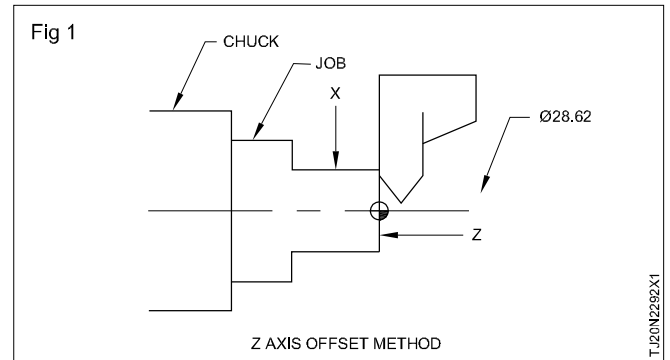 Fig 1
CHUCK
JOB
X
Ø28.62
Z
Z AXIS OFFSET METHOD
TJ20N2292X1